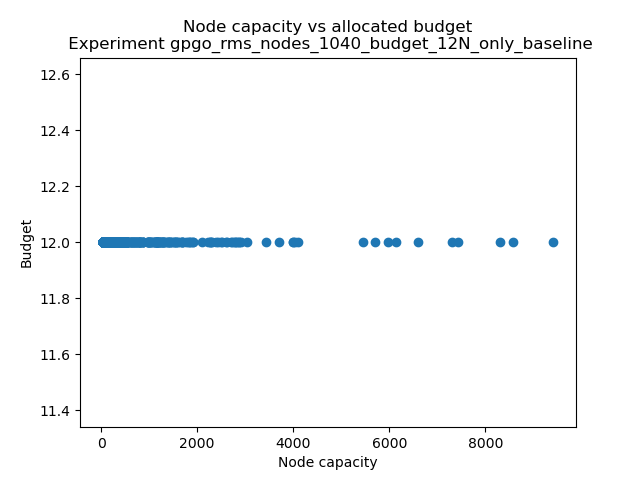 Node capacity vs allocated budget
Experiment gpgo_rms_nodes_1040_budget_12N_only_baseline
12.6
12.4
12.2
12.0
11.8
11.6
11.4
Budget
0 2000 4000 6000 8000
Node capacity